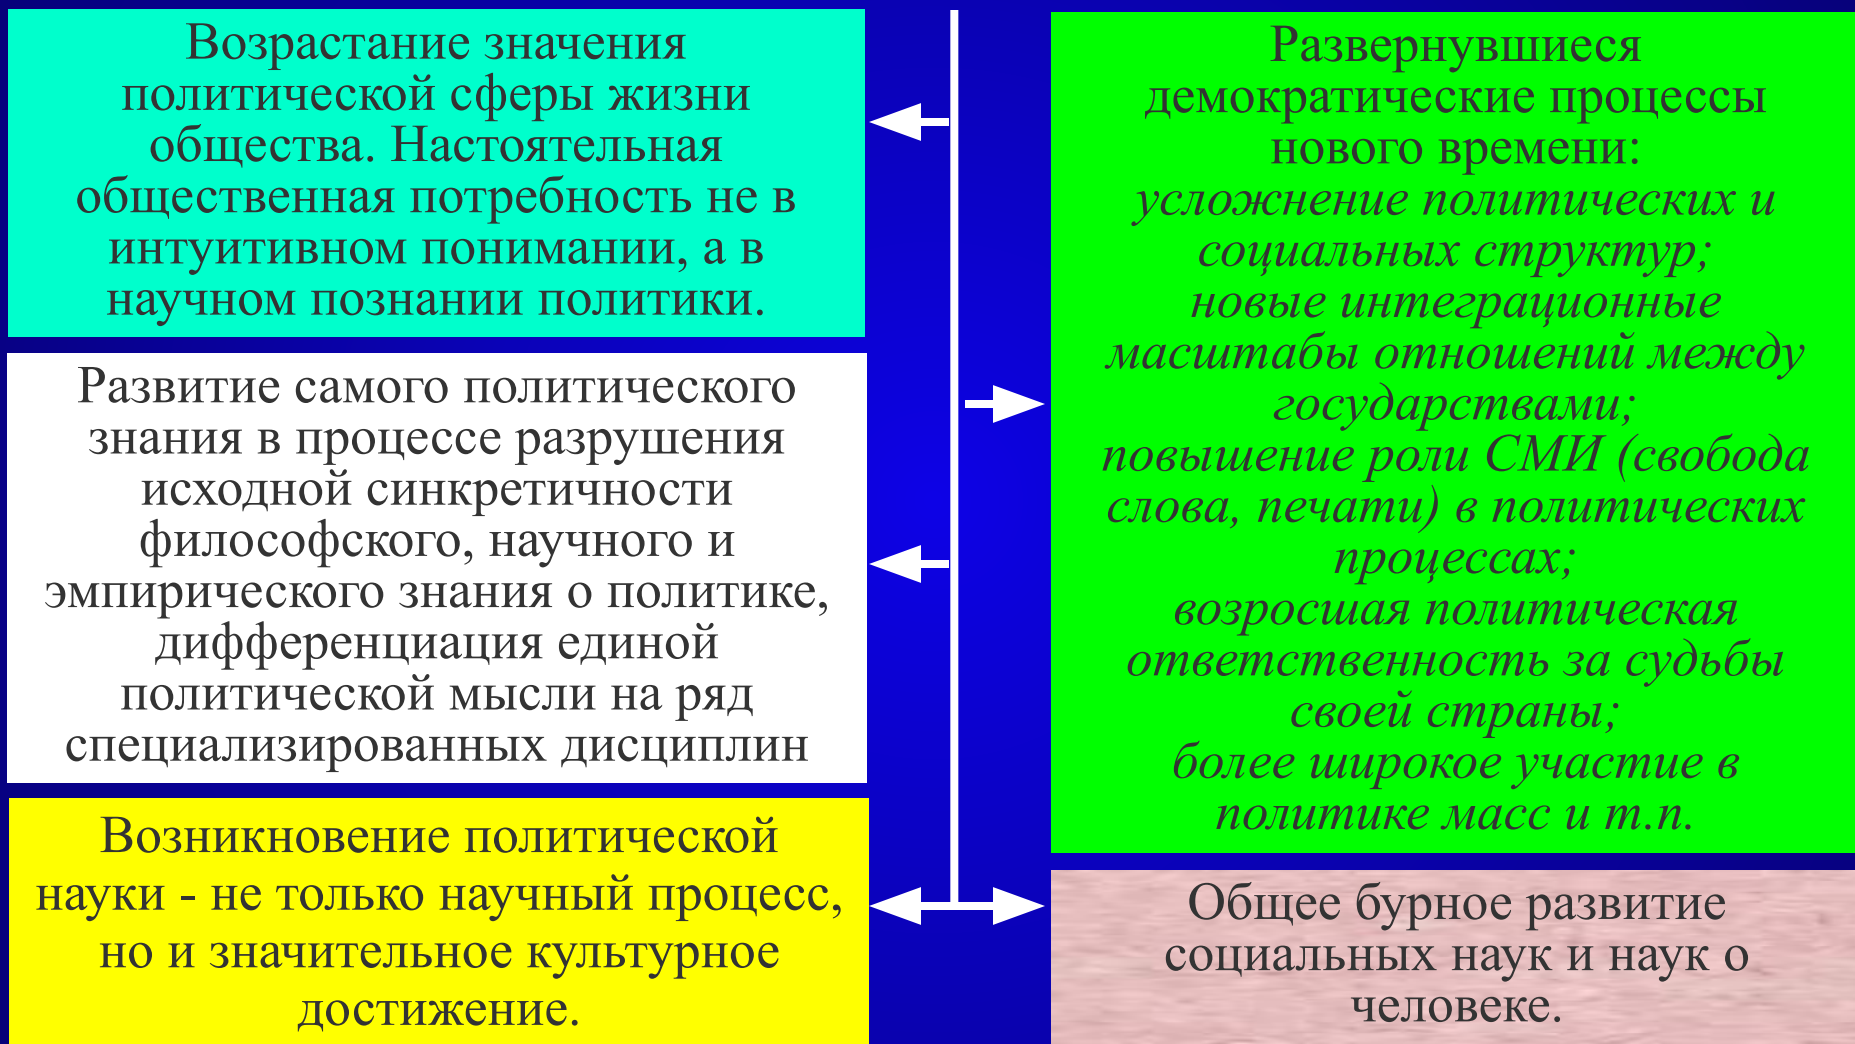 Возрастание значения
политической сферы жизни
общества. Настоятельная
общественная потребность не в
интуитивном понимании, а в
научном познании политики.
Развитие самого политического
знания в процессе разрушения
исходной синкретичности
философского, научного и
эмпирического знания о политике,
дифференциация единой
политической мысли на ряд
специализированных дисциплин
Возникновение политической
науки - не только научный процесс,
но и значительное культурное
достижение.
Развернувшиеся
демократические процессы
нового времени:
усложнение политических и
социальных структур;
новые интеграционные
масштабы отношений между
государствами;
повышение роли СМИ (свобода
слова, печати) в политических
процессах;
возросшая политическая
ответственность за судьбы
своей страны;
более широкое участие в
политике масс и т.п.
Общее бурное развитие
социальных наук и наук о
человеке.